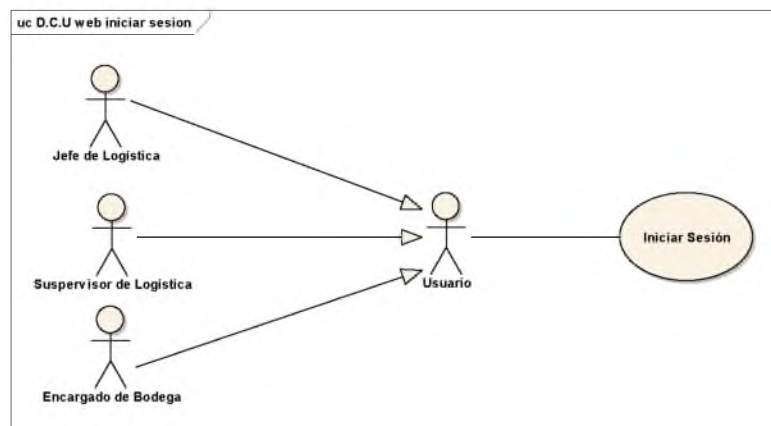 uc D.C.U web iniciar sesion
Jefe de Logística
Suspervisor de Logística
Usuario
Iniciar Sesión
Encargado de Bodega